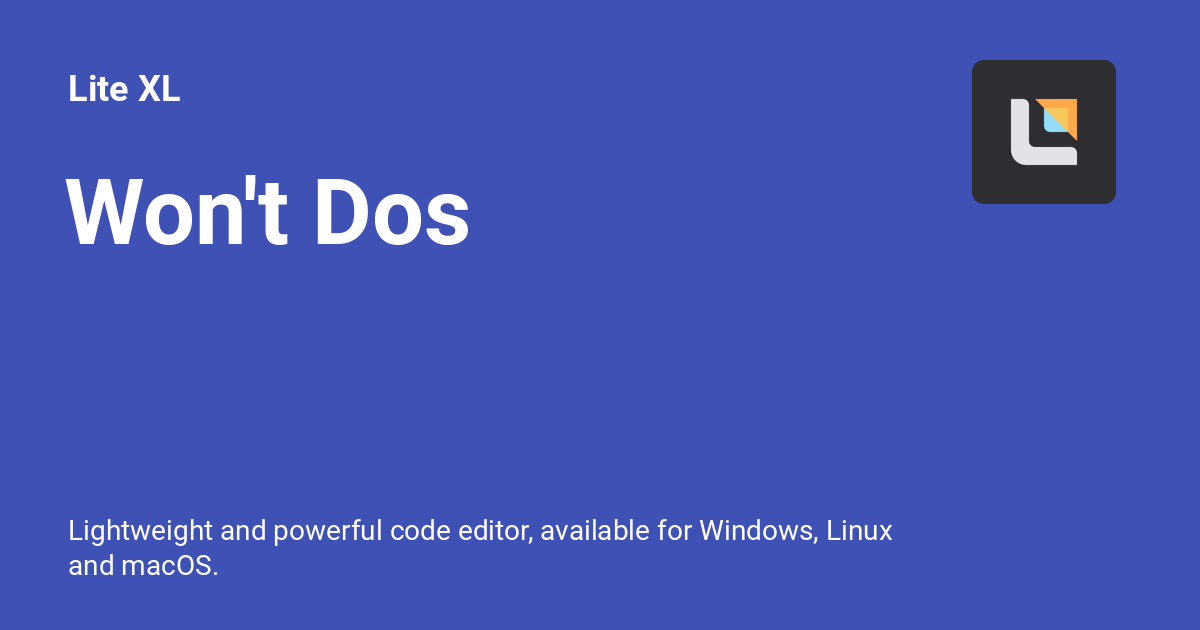 Lite XL
Won't Dos
Lightweight and powerful code editor, available for Windows, Linux
and macOS.